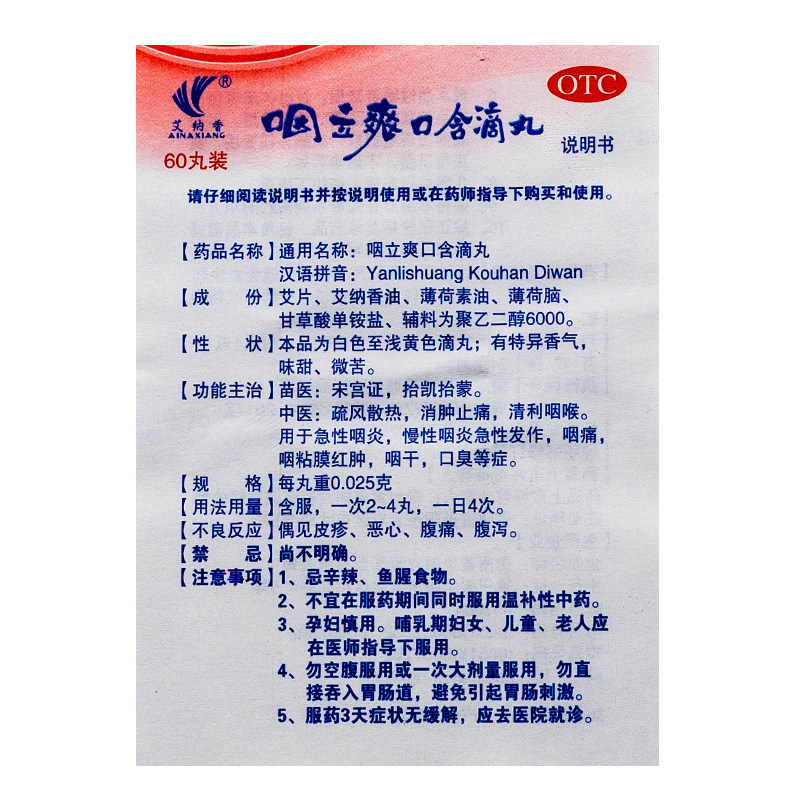 艾纳香®
AINAXIANG
OTC
咽立爽口含滴丸
说明书
60丸装
请仔细阅读说明书并按说明使用或在药师指导下购买和使用。
【药品名称】通用名称：咽立爽口含滴丸
汉语拼音：Yanlishuang Kouhan Diwan
【成 份】艾片、艾纳香油、薄荷素油、薄荷脑、
甘草酸单铵盐、辅料为聚乙二醇6000。
【性 状】本品为白色至浅黄色滴丸；有特异香气，
味甜、微苦。
【功能主治】苗医：宋宫证，抬凯抬蒙。
中医：疏风散热，消肿止痛，清利咽喉。
用于急性咽炎，慢性咽炎急性发作，咽痛，
咽粘膜红肿，咽干，口臭等症。
【规 格】每丸重0.025克
【用法用量】含服，一次2~4丸，一日4次。
【不良反应】偶见皮疹、恶心、腹痛、腹泻。
【禁 忌】尚不明确。
【注意事项】1、忌辛辣、鱼腥食物。
2、不宜在服药期间同时服用温补性中药。
3、孕妇慎用。哺乳期妇女、儿童、老人应
在医师指导下服用。
4、勿空腹服用或一次大剂量服用，勿直
接吞入胃肠道，避免引起胃肠刺激。
5、服药3天症状无缓解，应去医院就诊。